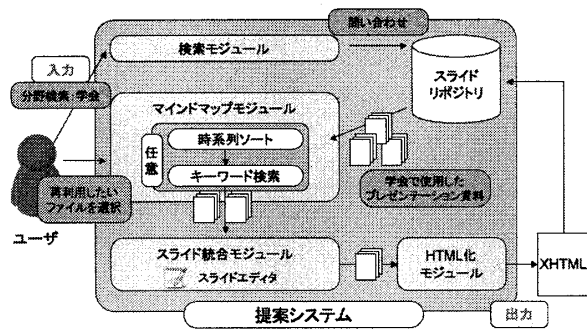 問い合わせ
検索モジュール
入力
分野検索・学会
スライド
リポジトリ
マインドマップモジュール
時系列ソート
任意
キーワード検索
再利用したい
ファイルを選択
学会で使用した
プレゼンテーション資料
ユーザ
スライド統合モジュール
スライドエディタ
HTML化
モジュール
XHTML
提案システム
出力